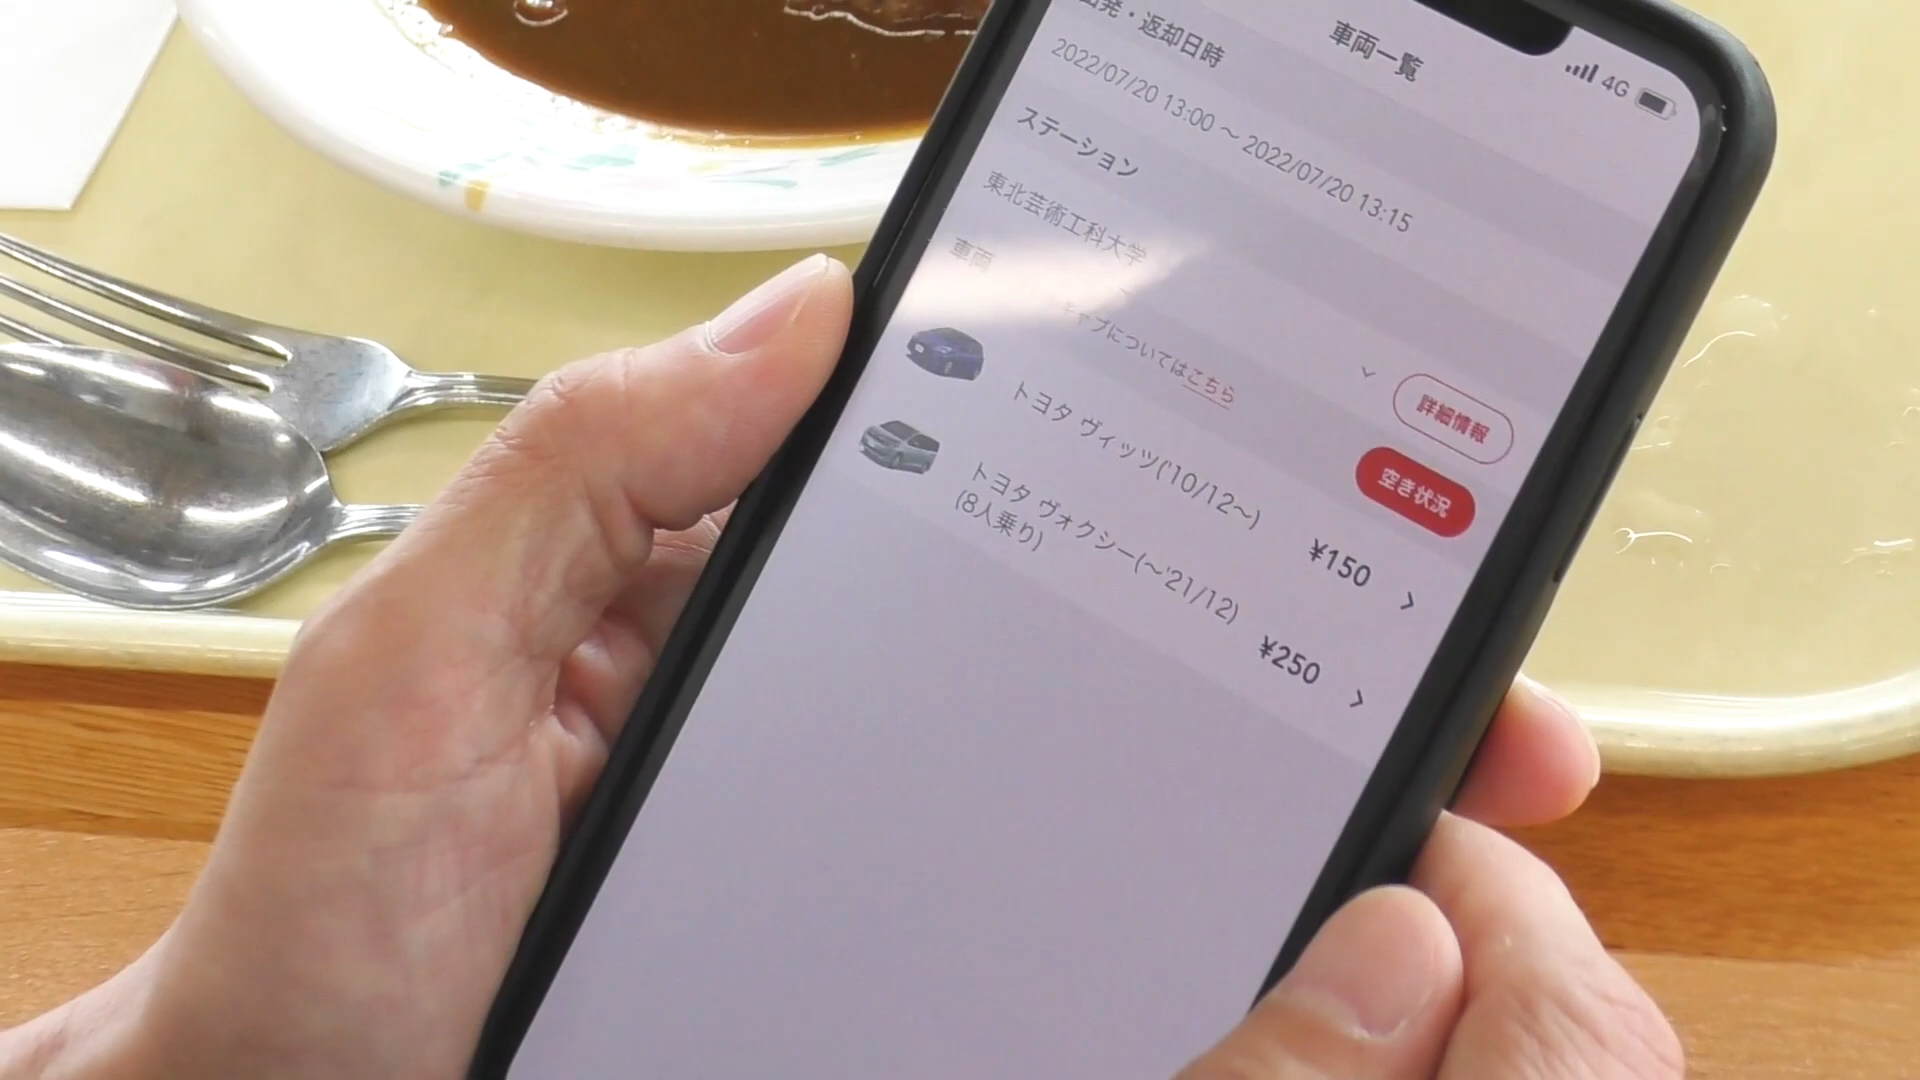 車両一覧
4G
出発・返却日時
2022/07/20 13:00 ～ 2022/07/20 13:15
ステーション
東北芸術工科大学
詳細情報
車両
キャブについてはこちら
空き状況
トヨタ ヴィッツ('10/12～)
¥150
トヨタ ヴォクシー(～'21/12)
(8人乗り)
¥250